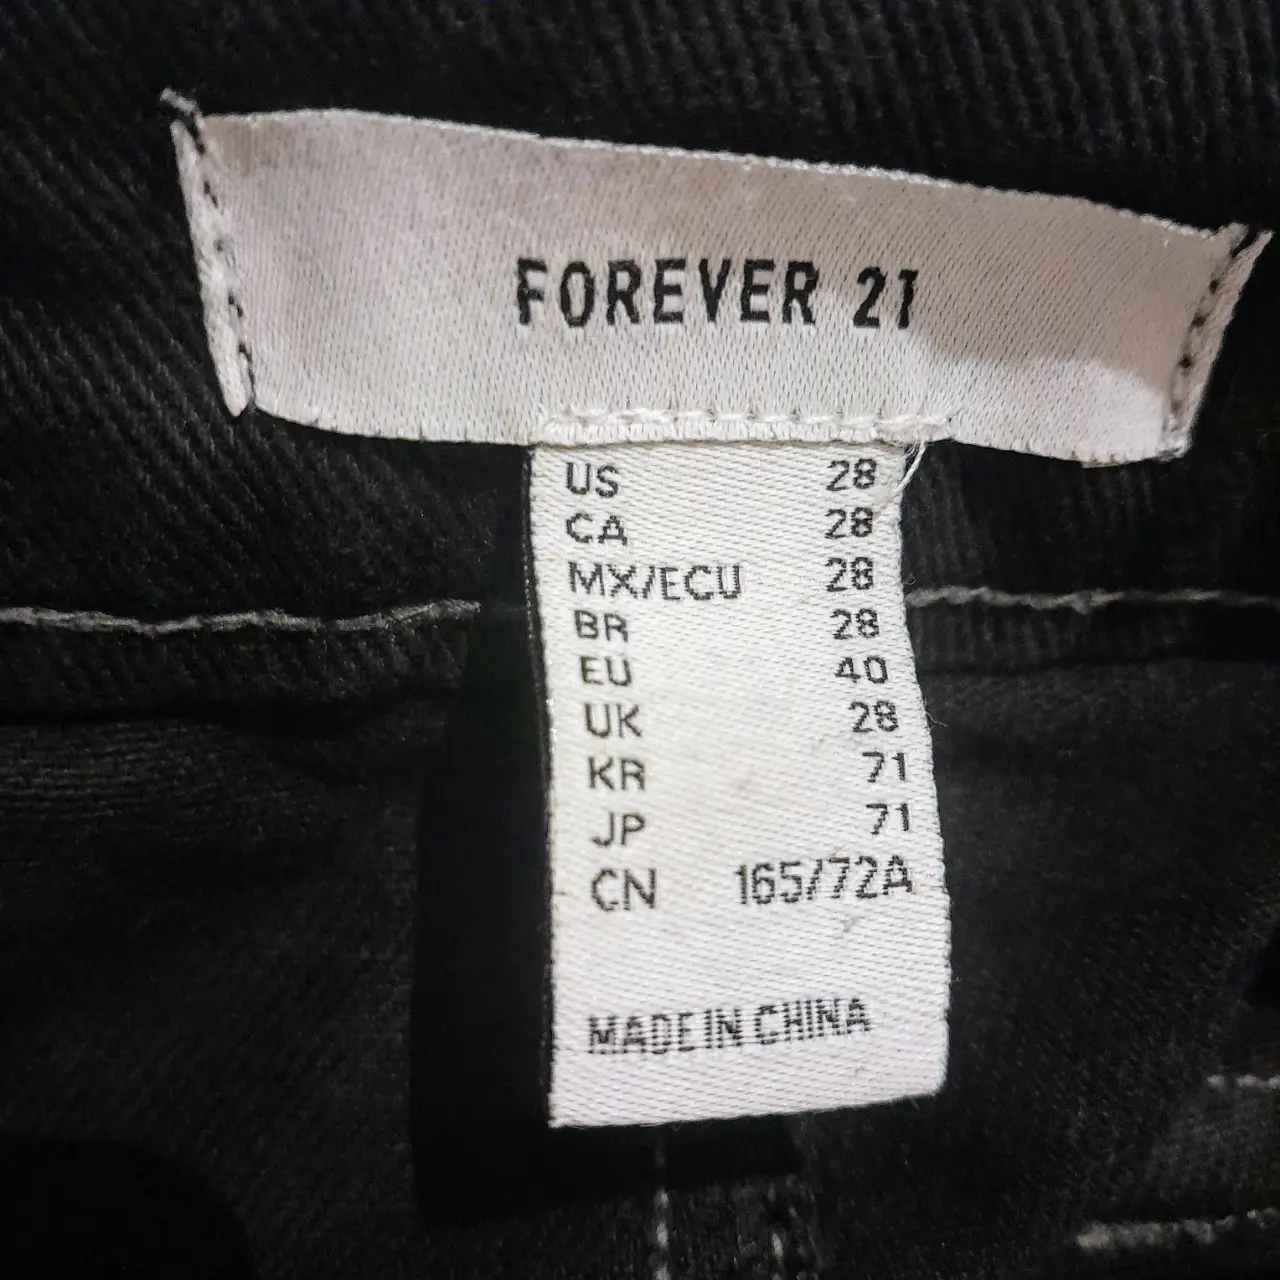 FOREVER 21
US 28
CA 28
MX/ECU 28
BR 28
EU 40
UK 28
KR 71
JP 71
CN 165/72A
MADE IN CHINA